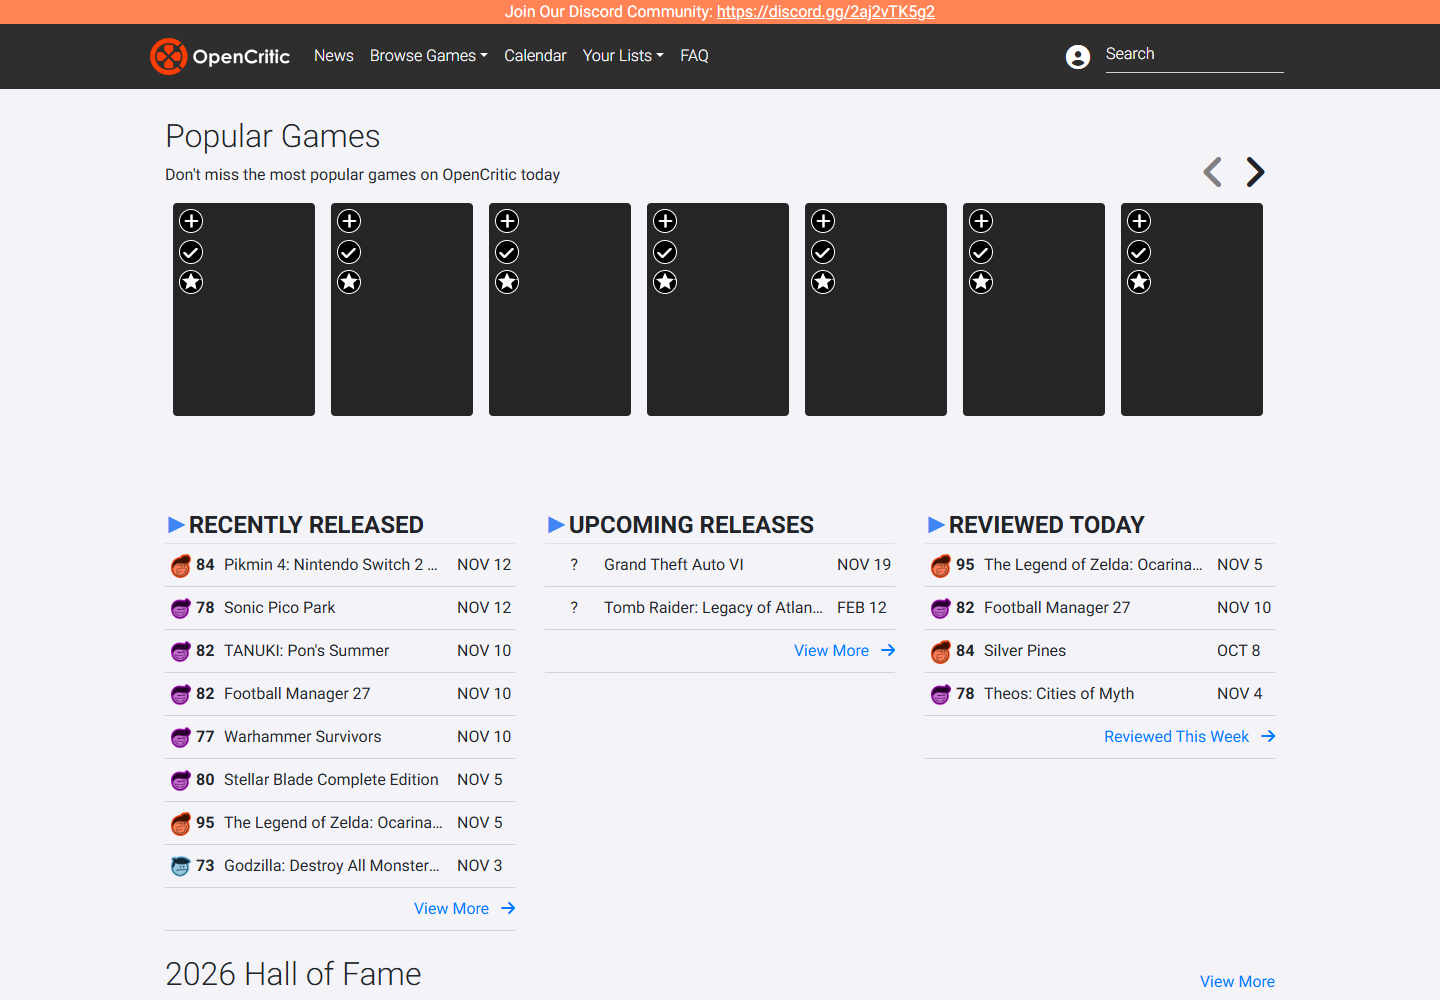 Join Our Discord Community: https://discord.gg/2aj2vTK5g2
OpenCritic
News
Browse Games
Calendar
Your Lists
FAQ
Search
Popular Games
Don't miss the most popular games on OpenCritic today
RECENTLY RELEASED
84 Pikmin 4: Nintendo Switch 2 ... NOV 12
78 Sonic Pico Park NOV 12
82 TANUKI: Pon's Summer NOV 10
82 Football Manager 27 NOV 10
77 Warhammer Survivors NOV 10
80 Stellar Blade Complete Edition NOV 5
95 The Legend of Zelda: Ocarina... NOV 5
73 Godzilla: Destroy All Monster... NOV 3
View More
UPCOMING RELEASES
? Grand Theft Auto VI NOV 19
? Tomb Raider: Legacy of Atlan... FEB 12
View More
REVIEWED TODAY
95 The Legend of Zelda: Ocarina... NOV 5
82 Football Manager 27 NOV 10
84 Silver Pines OCT 8
78 Theos: Cities of Myth NOV 4
Reviewed This Week
2026 Hall of Fame
View More